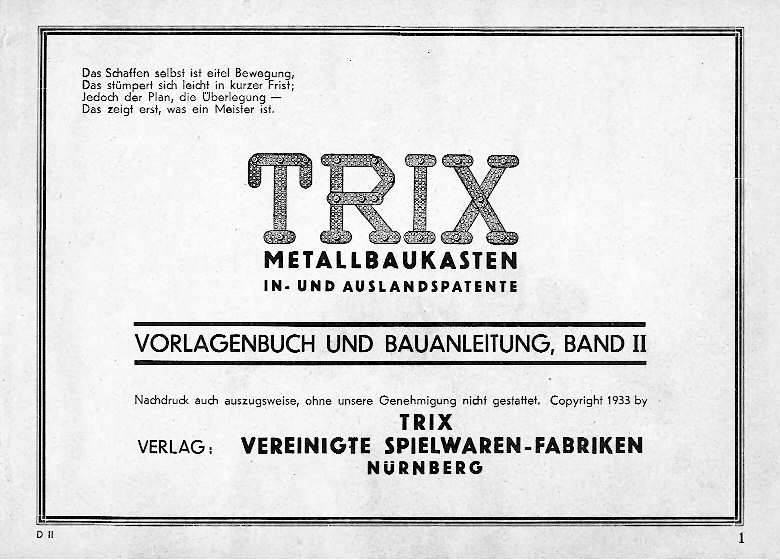 Das Schaffen selbst ist eitel Bewegung,
Das stümpert sich leicht in kurzer Frist;
Jedoch der Plan, die Überlegung —
Das zeigt erst, was ein Meister ist.
TRIX
METALLBAUKASTEN
IN- UND AUSLANDSPATENTE
VORLAGENBUCH UND BAUANLEITUNG, BAND II
Nachdruck auch auszugsweise, ohne unsere Genehmigung nicht gestattet. Copyright 1933 by
TRIX
VERLAG: VEREINIGTE SPIELWAREN-FABRIKEN
NÜRNBERG
D II
1